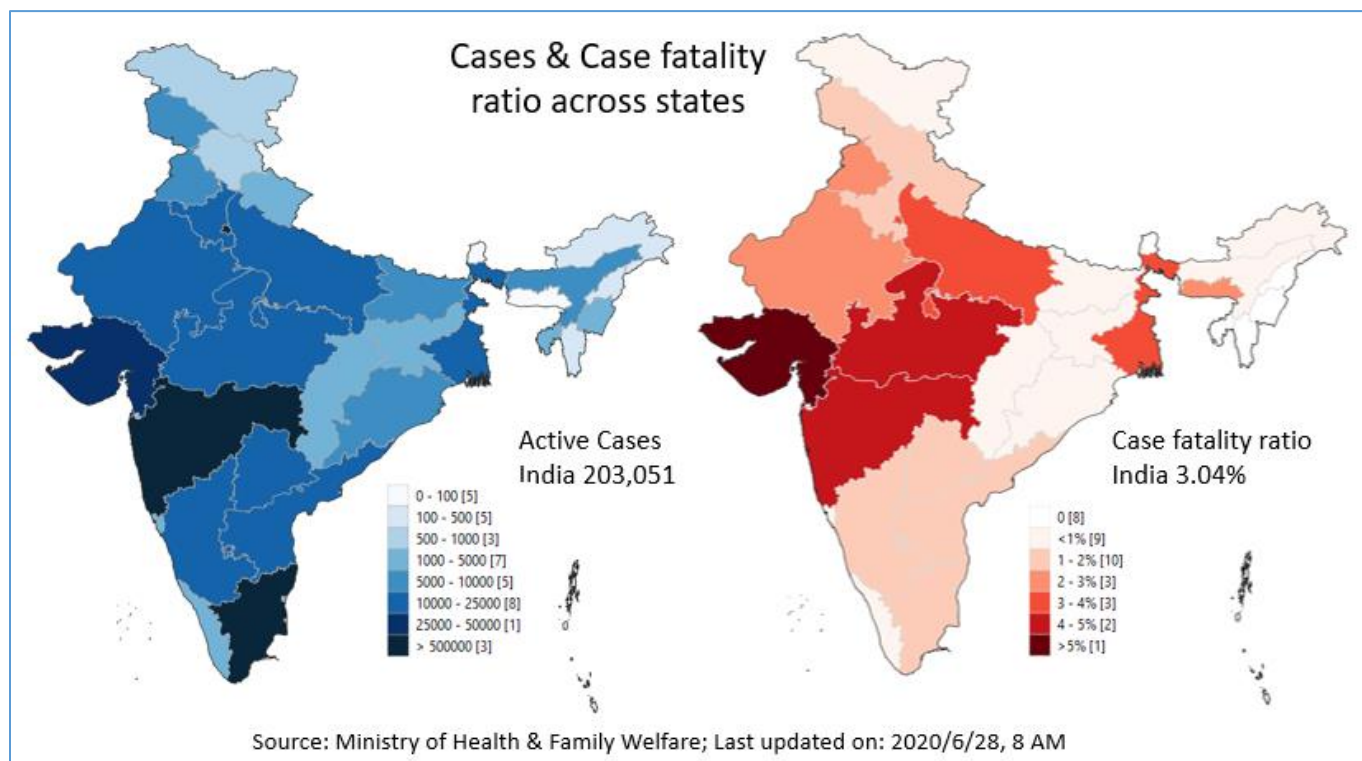 Cases & Case fatality
ratio across states
Active Cases
India 203,051
0 - 100 [5]
100 - 500 [5]
500 - 1000 [3]
1000 - 5000 [7]
5000 - 10000 [5]
10000 - 25000 [8]
25000 - 50000 [1]
> 500000 [3]
Case fatality ratio
India 3.04%
0 [8]
<1% [9]
1 - 2% [10]
2 - 3% [3]
3 - 4% [3]
4 - 5% [2]
>5% [1]
Source: Ministry of Health & Family Welfare; Last updated on: 2020/6/28, 8 AM